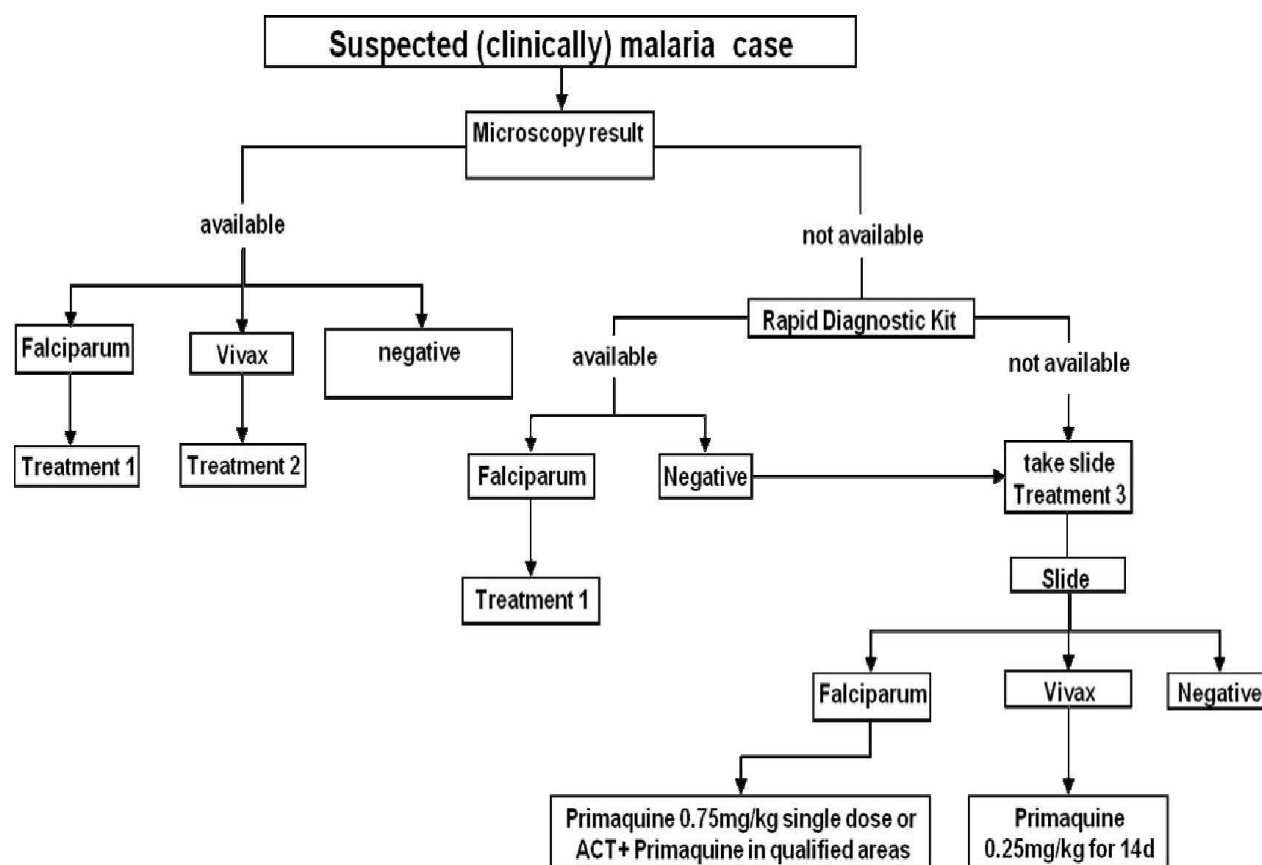 Suspected (clinically) malaria case
Microscopy result
available
not available
Falciparum
Vivax
negative
Treatment 1
Treatment 2
Rapid Diagnostic Kit
available
not available
Falciparum
Negative
take slide
Treatment 3
Treatment 1
Slide
Falciparum
Vivax
Negative
Primaquine 0.75mg/kg single dose or
ACT+ Primaquine in qualified areas
Primaquine
0.25mg/kg for 14d